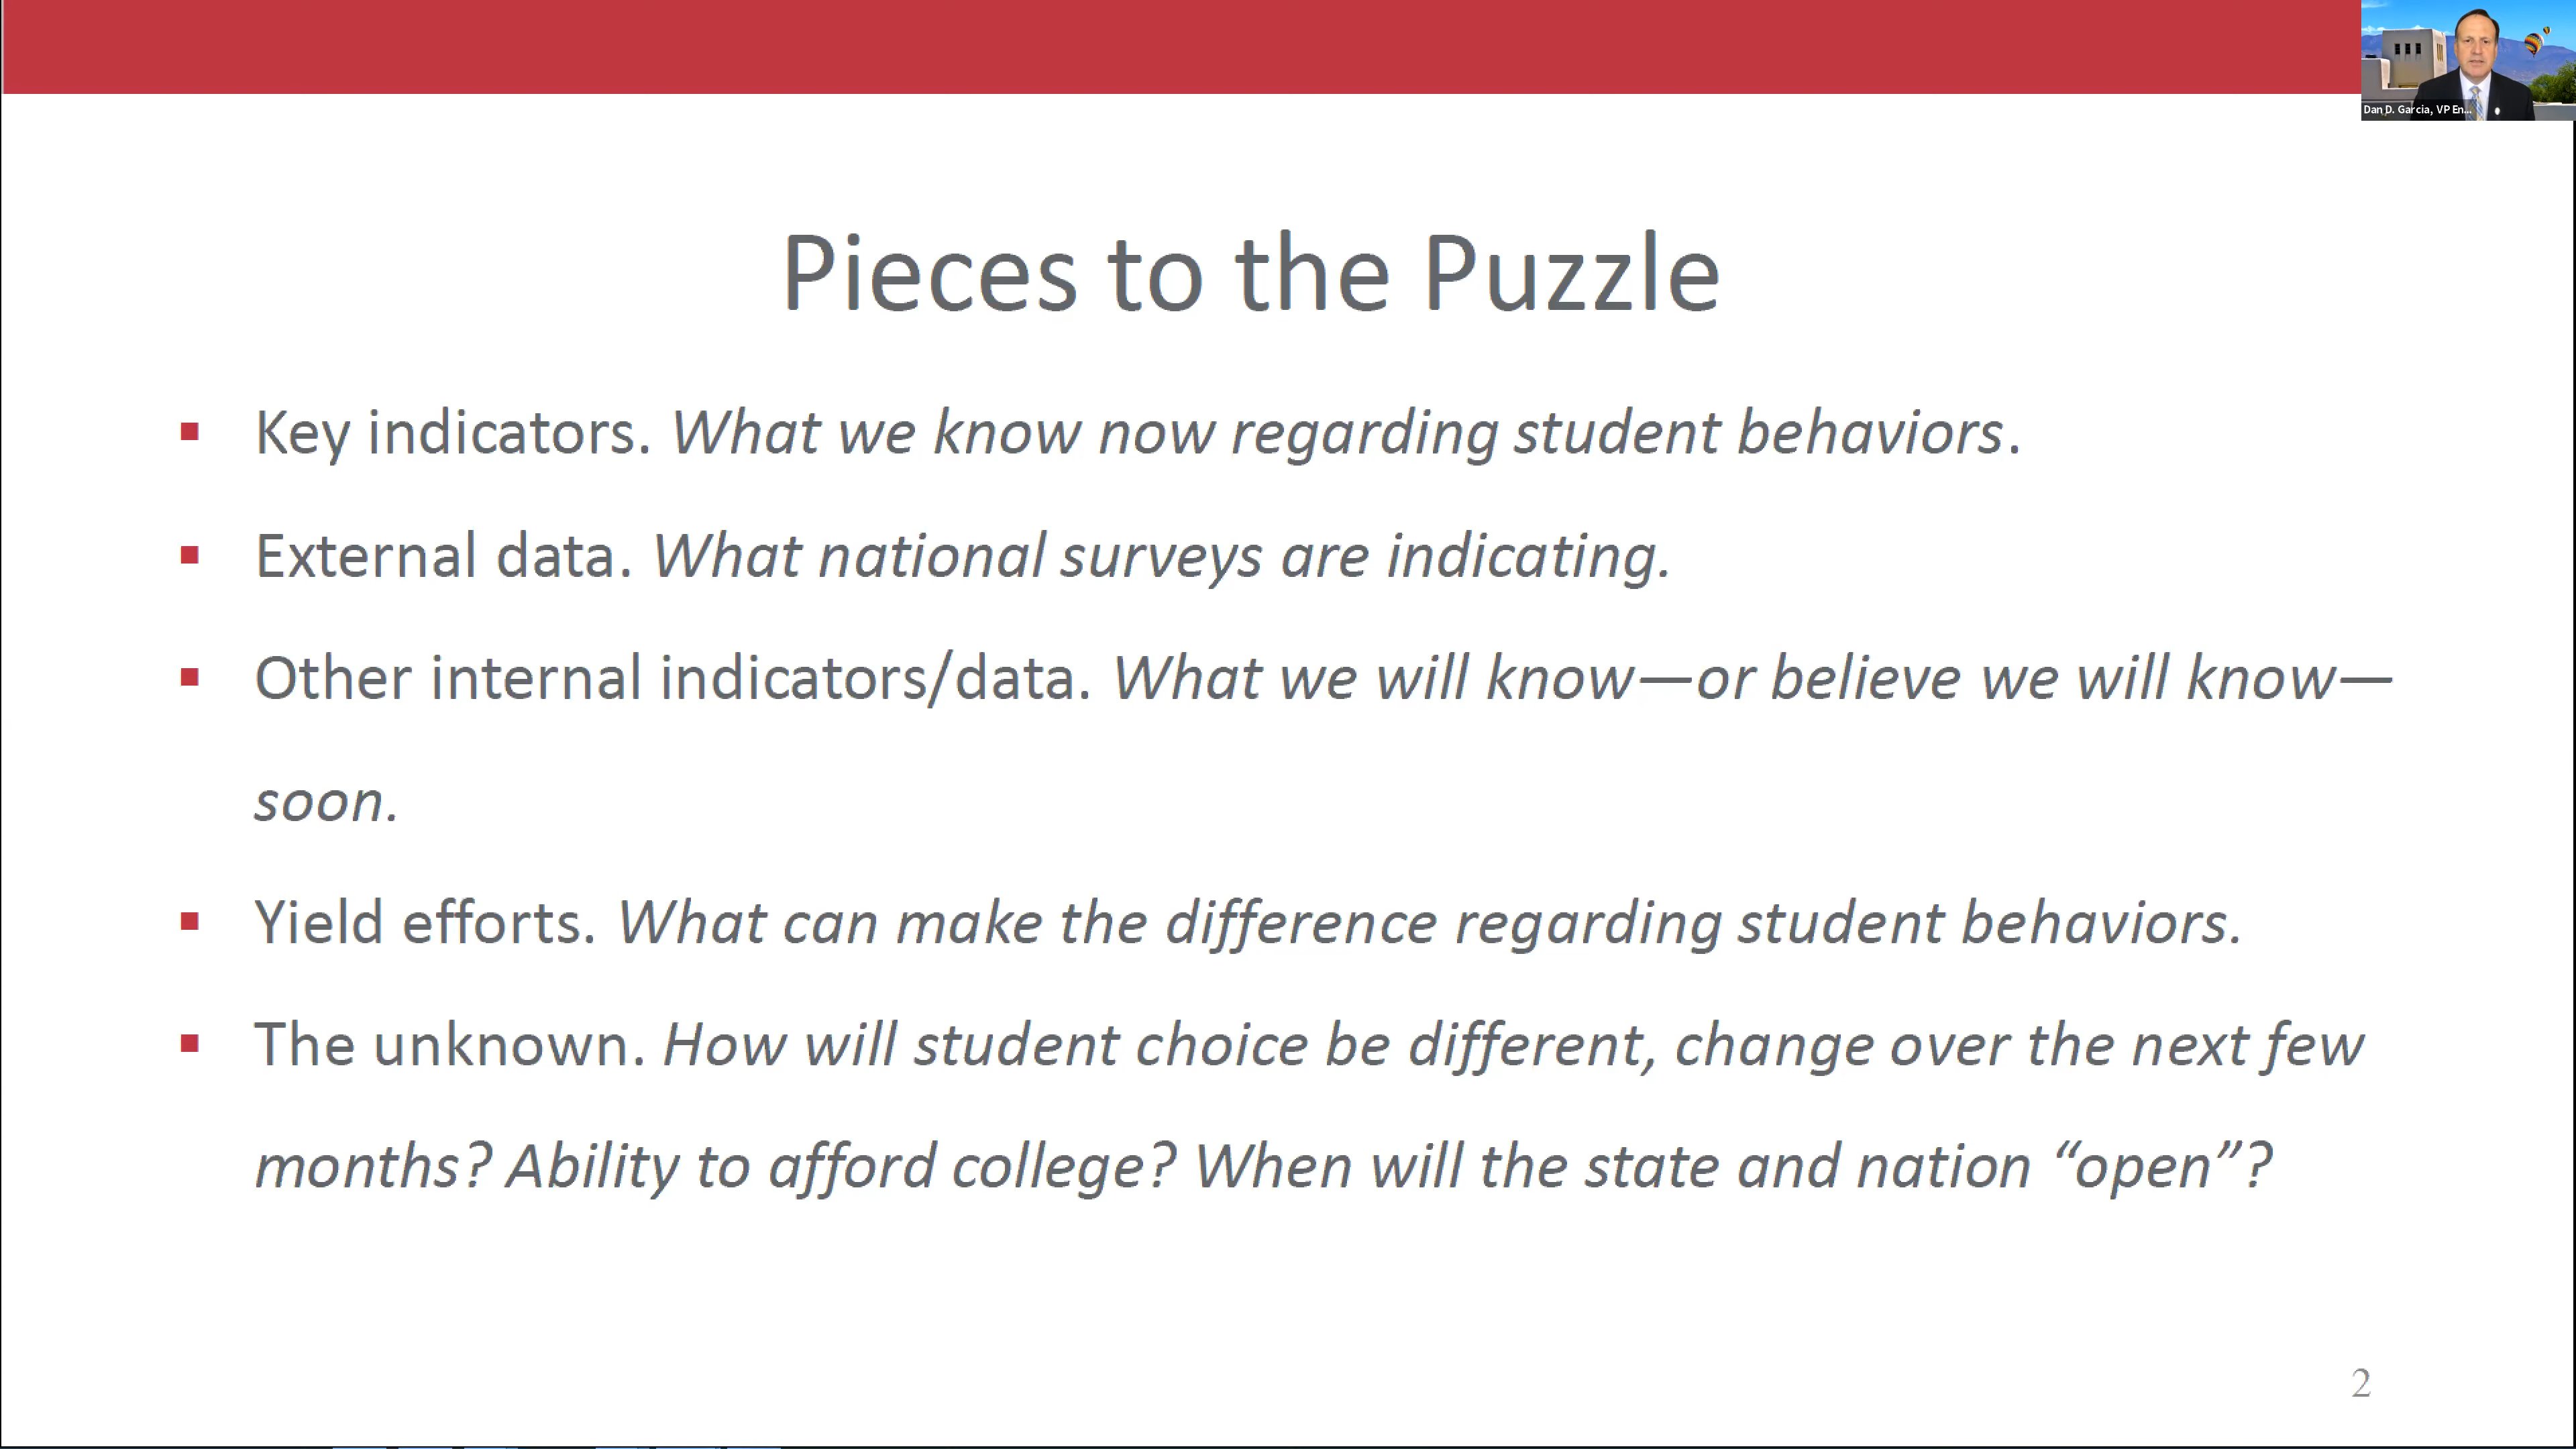 Dan D. Garcia, VP En...
Pieces to the Puzzle
▪ Key indicators. What we know now regarding student behaviors.
▪ External data. What national surveys are indicating.
▪ Other internal indicators/data. What we will know—or believe we will know—
soon.
▪ Yield efforts. What can make the difference regarding student behaviors.
▪ The unknown. How will student choice be different, change over the next few
months? Ability to afford college? When will the state and nation “open”?
2